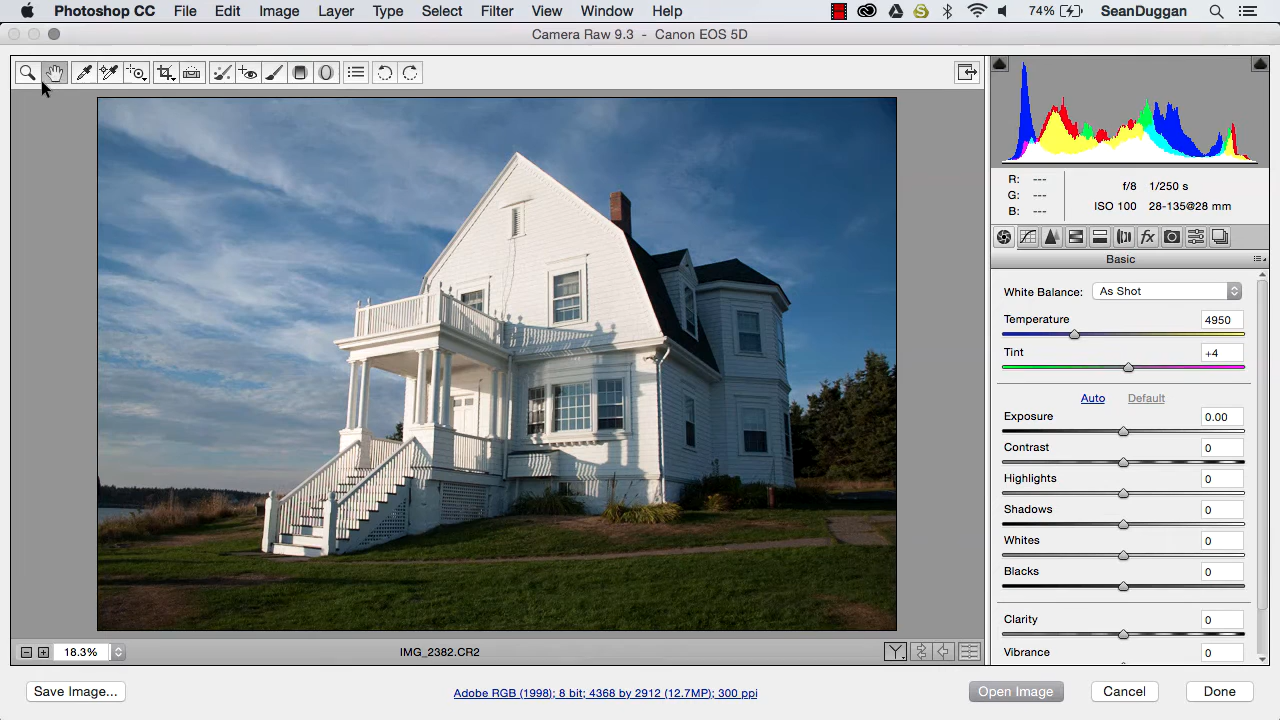 Photoshop CC File Edit Image Layer Type Select Filter View Window Help 74% SeanDuggan
Camera Raw 9.3 - Canon EOS 5D
R: ---
G: ---
B: ---
f/8 1/250 s
ISO 100 28-135@28 mm
fx
Basic
White Balance: As Shot
Temperature 4950
Tint +4
Auto Default
Exposure 0.00
Contrast 0
Highlights 0
Shadows 0
Whites 0
Blacks 0
Clarity 0
Vibrance 0
18.3% IMG_2382.CR2 Y
Save Image... Adobe RGB (1998); 8 bit; 4368 by 2912 (12.7MP); 300 ppi Open Image Cancel Done